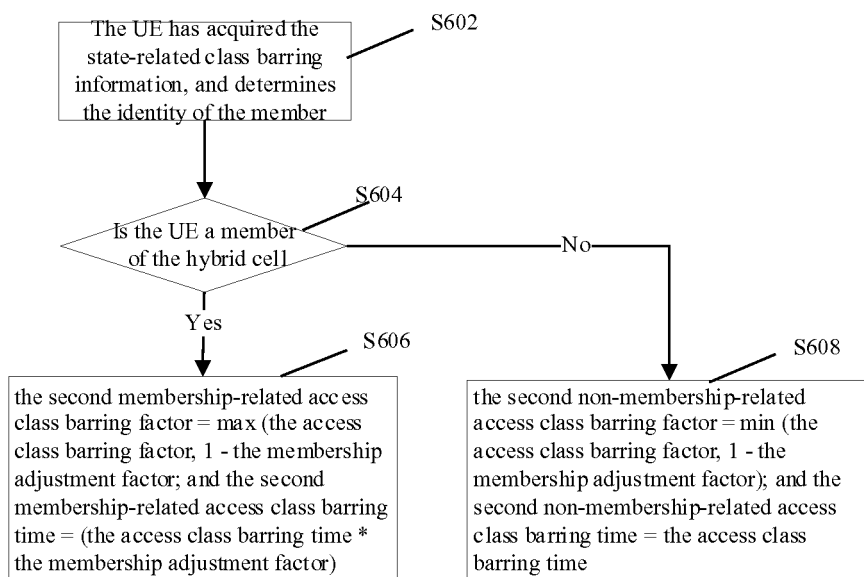 The UE has acquired the
state-related class barring
information, and determines
the identity of the member
S602
S604
Is the UE a member
of the hybrid cell
No
Yes
S606
S608
the second membership-related access
class barring factor = max (the access
class barring factor, 1 - the membership
adjustment factor; and the second
membership-related access class barring
time = (the access class barring time *
the membership adjustment factor)
the second non-membership-related
access class barring factor = min (the
access class barring factor, 1 - the
membership adjustment factor); and the
second non-membership-related access
class barring time = the access class
barring time